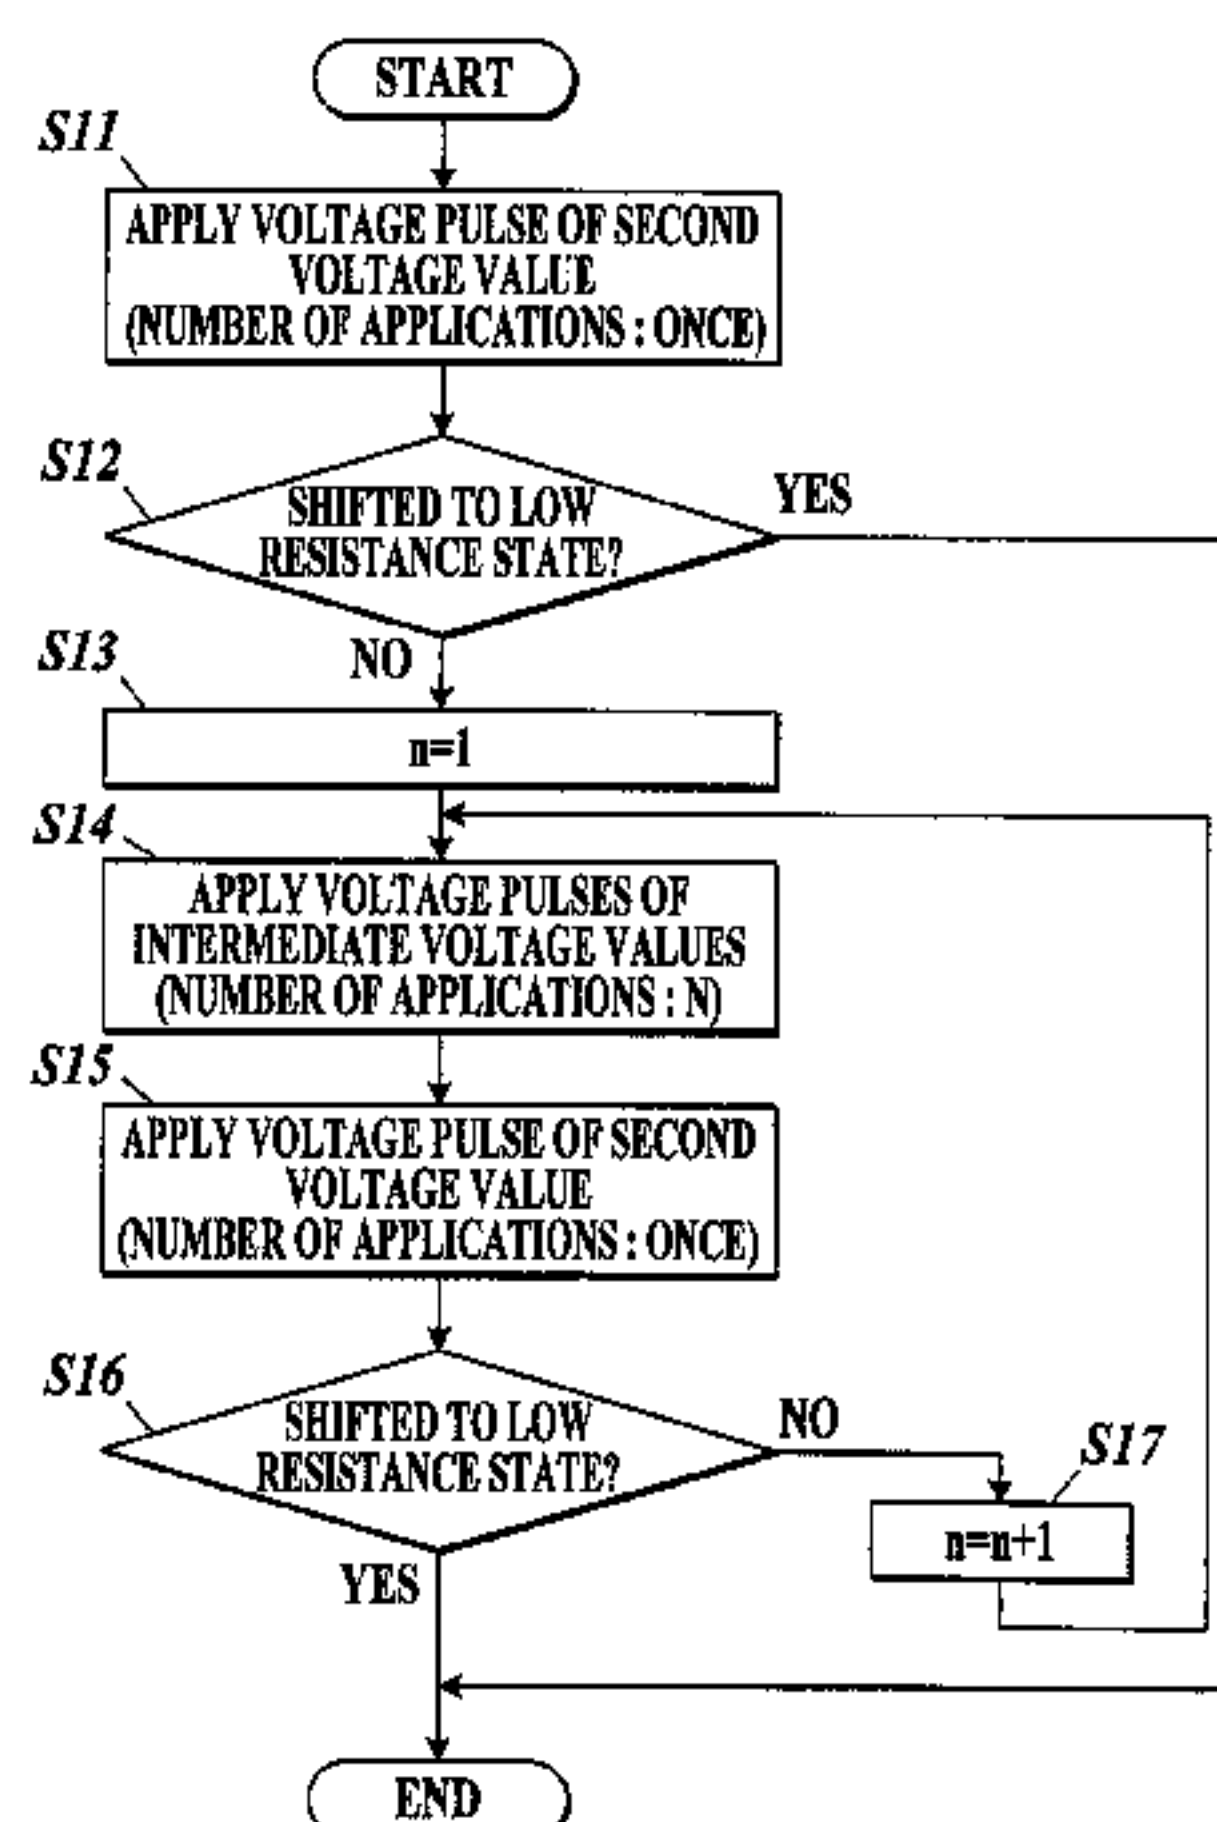 START
S11
APPLY VOLTAGE PULSE OF SECOND
VOLTAGE VALUE
(NUMBER OF APPLICATIONS : ONCE)
S12
SHIFTED TO LOW
RESISTANCE STATE?
YES
NO
S13
n=1
S14
APPLY VOLTAGE PULSES OF
INTERMEDIATE VOLTAGE VALUES
(NUMBER OF APPLICATIONS : N)
S15
APPLY VOLTAGE PULSE OF SECOND
VOLTAGE VALUE
(NUMBER OF APPLICATIONS : ONCE)
S16
SHIFTED TO LOW
RESISTANCE STATE?
NO
S17
n=n+1
YES
END